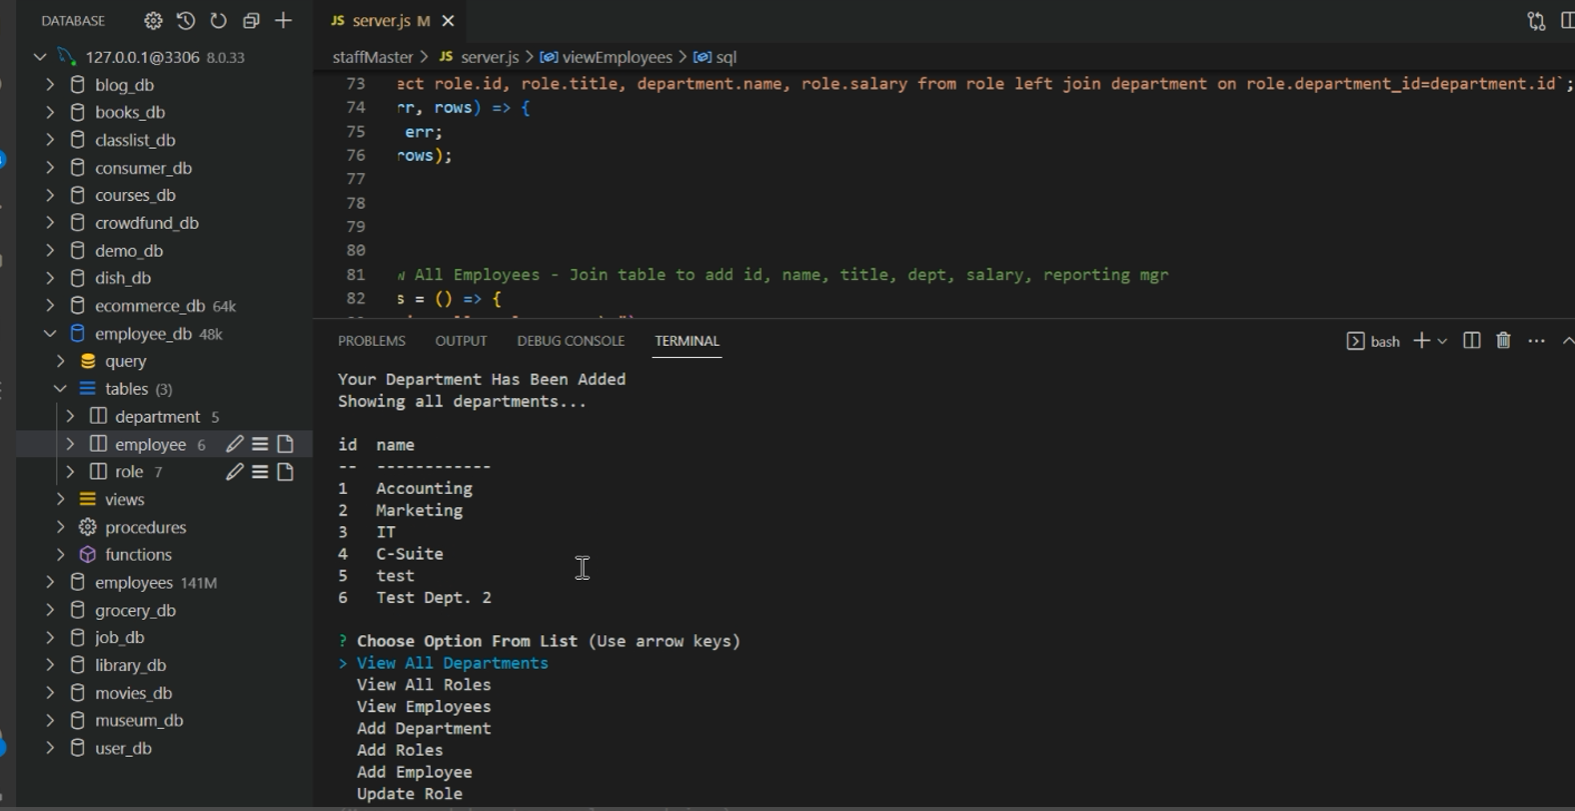 DATABASE
127.0.0.1@3306 8.0.33
blog_db
books_db
classlist_db
consumer_db
courses_db
crowdfund_db
demo_db
dish_db
ecommerce_db 64k
employee_db 48k
query
tables (3)
department 5
employee 6
role 7
views
procedures
functions
employees 141M
grocery_db
job_db
library_db
movies_db
museum_db
user_db
JS server.js M
staffMaster > JS server.js > viewEmployees > sql
73 ect role.id, role.title, department.name, role.salary from role left join department on role.department_id=department.id`;
74 rr, rows) => {
75 err;
76 rows);
77
78
79
80
81 w All Employees - Join table to add id, name, title, dept, salary, reporting mgr
82 s = () => {
PROBLEMS OUTPUT DEBUG CONSOLE TERMINAL
bash
Your Department Has Been Added
Showing all departments...
id name
-- ------------
1 Accounting
2 Marketing
3 IT
4 C-Suite
5 test
6 Test Dept. 2
? Choose Option From List (Use arrow keys)
> View All Departments
View All Roles
View Employees
Add Department
Add Roles
Add Employee
Update Role